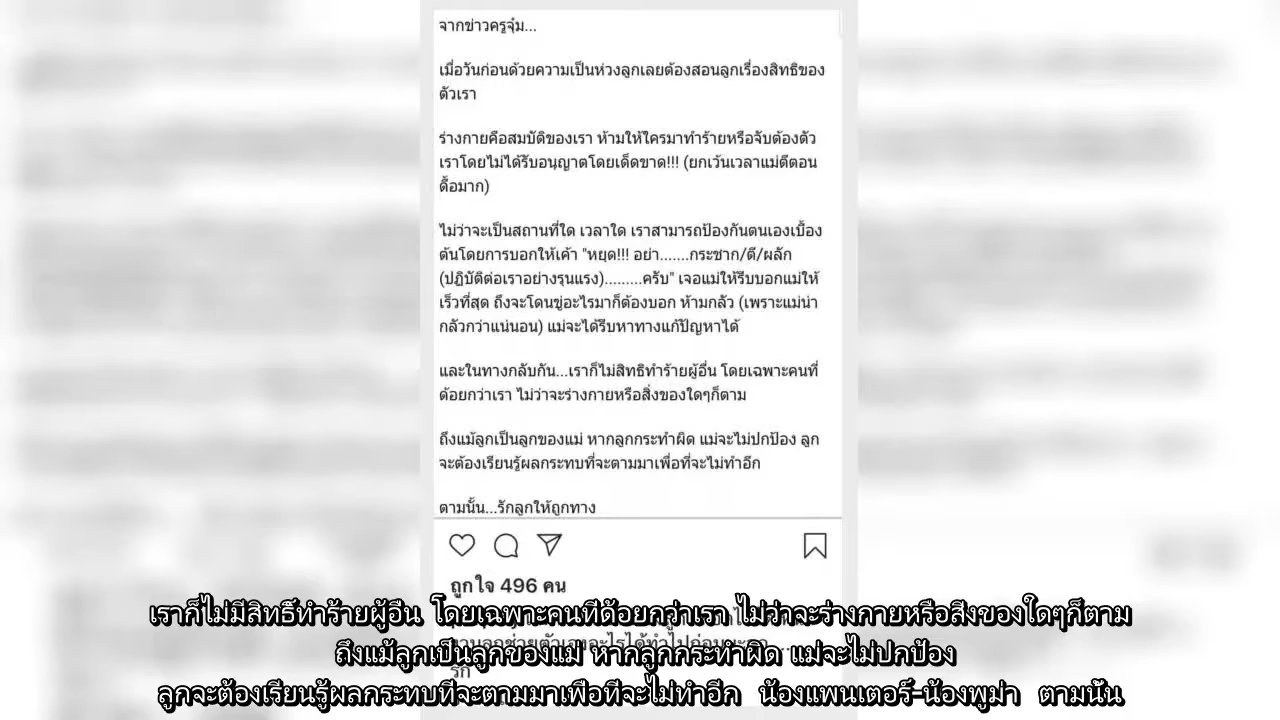 จากข่าวครูจุ๋ม...
เมื่อวันก่อนด้วยความเป็นห่วงลูกเลยต้องสอนลูกเรื่องสิทธิของ
ตัวเรา
ร่างกายคือสมบัติของเรา ห้ามให้ใครมาทำร้ายหรือจับต้องตัว
เราโดยไม่ได้รับอนุญาตโดยเด็ดขาด!!! (ยกเว้นเวลาแม่ตีตอน
ดื้อมาก)
ไม่ว่าจะเป็นสถานที่ใด เวลาใด เราสามารถป้องกันตนเองเบื้อง
ต้นโดยการบอกให้เค้า "หยุด!!! อย่า.......กระชาก/ตี/ผลัก
(ปฏิบัติต่อเราอย่างรุนแรง).........ครับ" เจอแม่ให้รีบบอกแม่ให้
เร็วที่สุด ถึงจะโดนขู่อะไรมาก็ต้องบอก ห้ามกลัว (เพราะแม่น่า
กลัวกว่าแน่นอน) แม่จะได้รีบหาทางแก้ปัญหาได้
และในทางกลับกัน...เราก็ไม่สิทธิทำร้ายผู้อื่น โดยเฉพาะคนที่
ด้อยกว่าเรา ไม่ว่าจะร่างกายหรือสิ่งของใดๆก็ตาม
ถึงแม้ลูกเป็นลูกของแม่ หากลูกกระทำผิด แม่จะไม่ปกป้อง ลูก
จะต้องเรียนรู้ผลกระทบที่จะตามมาเพื่อที่จะไม่ทำอีก
ตามนั้น...รักลูกให้ถูกทาง
ถูกใจ 496 คน
เราก็ไม่มีสิทธิ์ทำร้ายผู้อื่น โดยเฉพาะคนที่ด้อยกว่าเรา ไม่ว่าจะร่างกายหรือสิ่งของใดๆก็ตาม
ถึงแม้ลูกเป็นลูกของแม่ หากลูกกระทำผิด แม่จะไม่ปกป้อง
รัก
ลูกจะต้องเรียนรู้ผลกระทบที่จะตามมาเพื่อที่จะไม่ทำอีก น้องแพนเตอร์-น้องพูม่า ตามนั้น